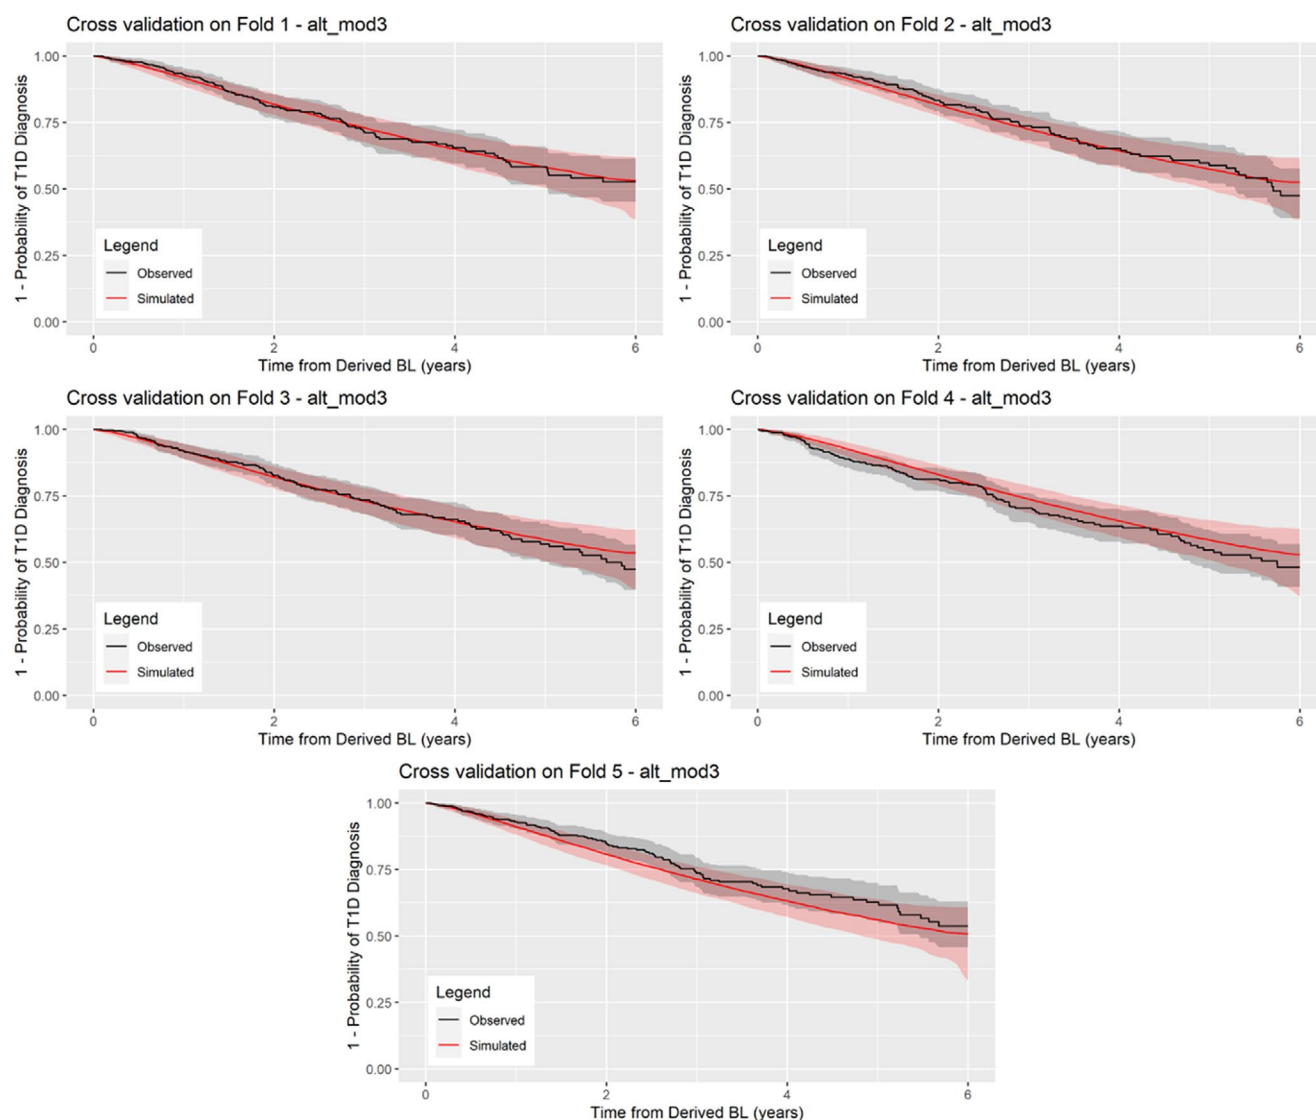 Cross validation on Fold 1 - alt_mod3
1 - Probability of T1D Diagnosis
1.00
0.75
0.50
0.25
0.00
Legend
Observed
Simulated
0 2 4 6
Time from Derived BL (years)
Cross validation on Fold 2 - alt_mod3
1 - Probability of T1D Diagnosis
1.00
0.75
0.50
0.25
0.00
Legend
Observed
Simulated
0 2 4 6
Time from Derived BL (years)
Cross validation on Fold 3 - alt_mod3
1 - Probability of T1D Diagnosis
1.00
0.75
0.50
0.25
0.00
Legend
Observed
Simulated
0 2 4 6
Time from Derived BL (years)
Cross validation on Fold 4 - alt_mod3
1 - Probability of T1D Diagnosis
1.00
0.75
0.50
0.25
0.00
Legend
Observed
Simulated
0 2 4 6
Time from Derived BL (years)
Cross validation on Fold 5 - alt_mod3
1 - Probability of T1D Diagnosis
1.00
0.75
0.50
0.25
0.00
Legend
Observed
Simulated
0 2 4 6
Time from Derived BL (years)